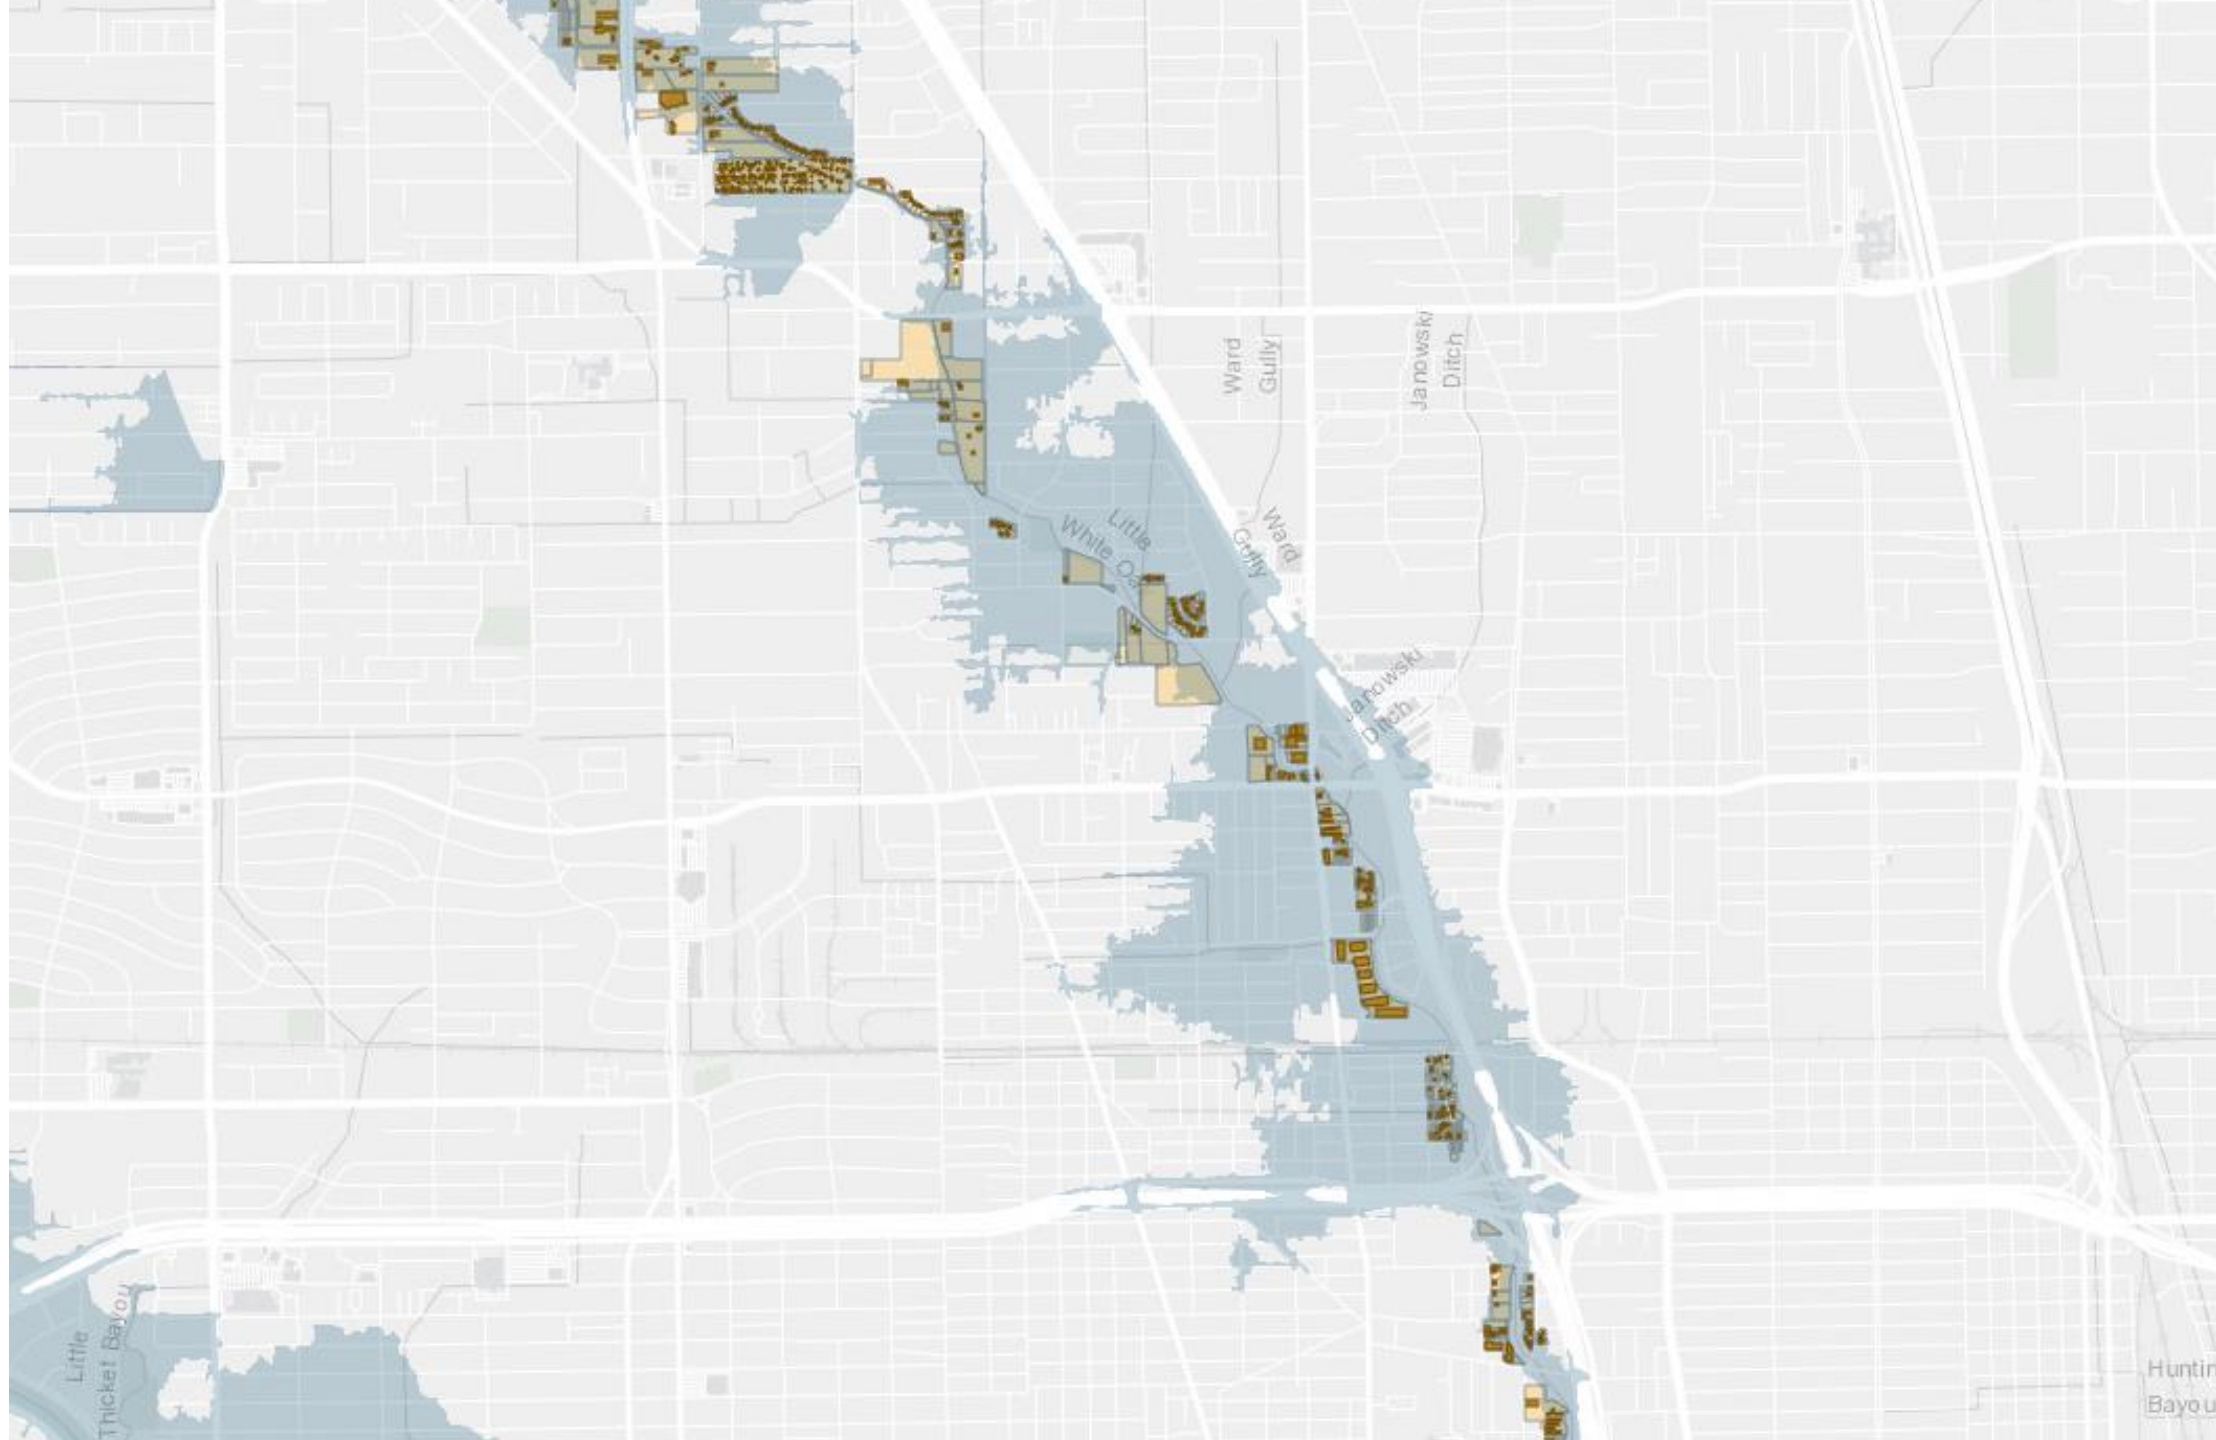 Ward
Gully
Janowski
Ditch
Little
White Oa
Ward
Gully
Janowski
Ditch
Little
Thicket Bayou
Huntin
Bayou